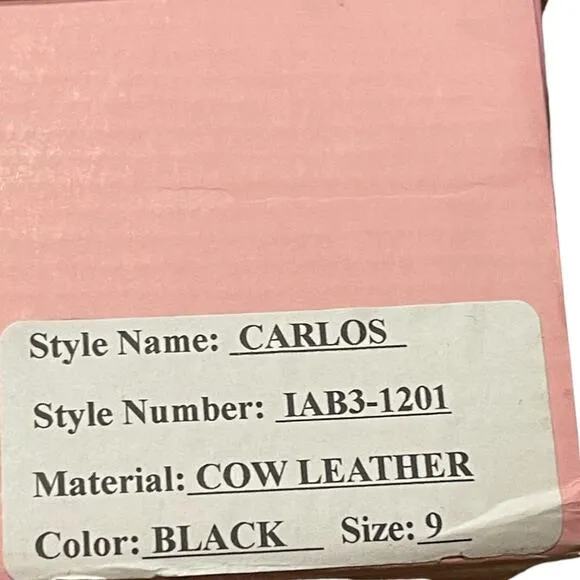 Style Name: CARLOS
Style Number: IAB3-1201
Material: COW LEATHER
Color: BLACK Size: 9